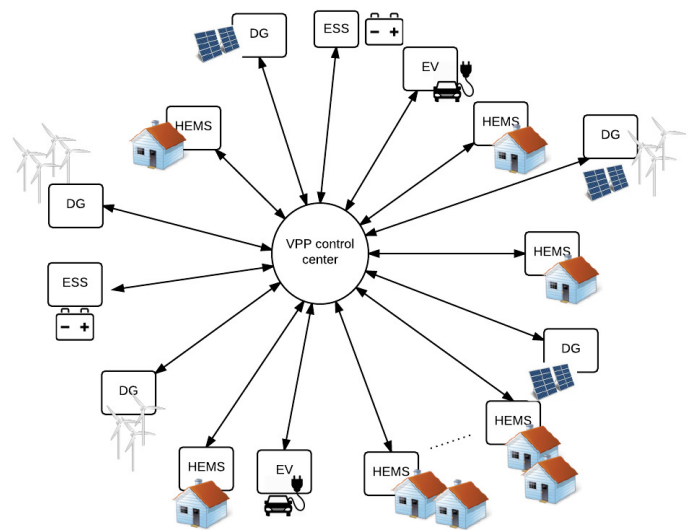 DG
ESS
EV
HEMS
HEMS
DG
DG
VPP control
center
HEMS
ESS
DG
DG
HEMS
HEMS
EV
HEMS